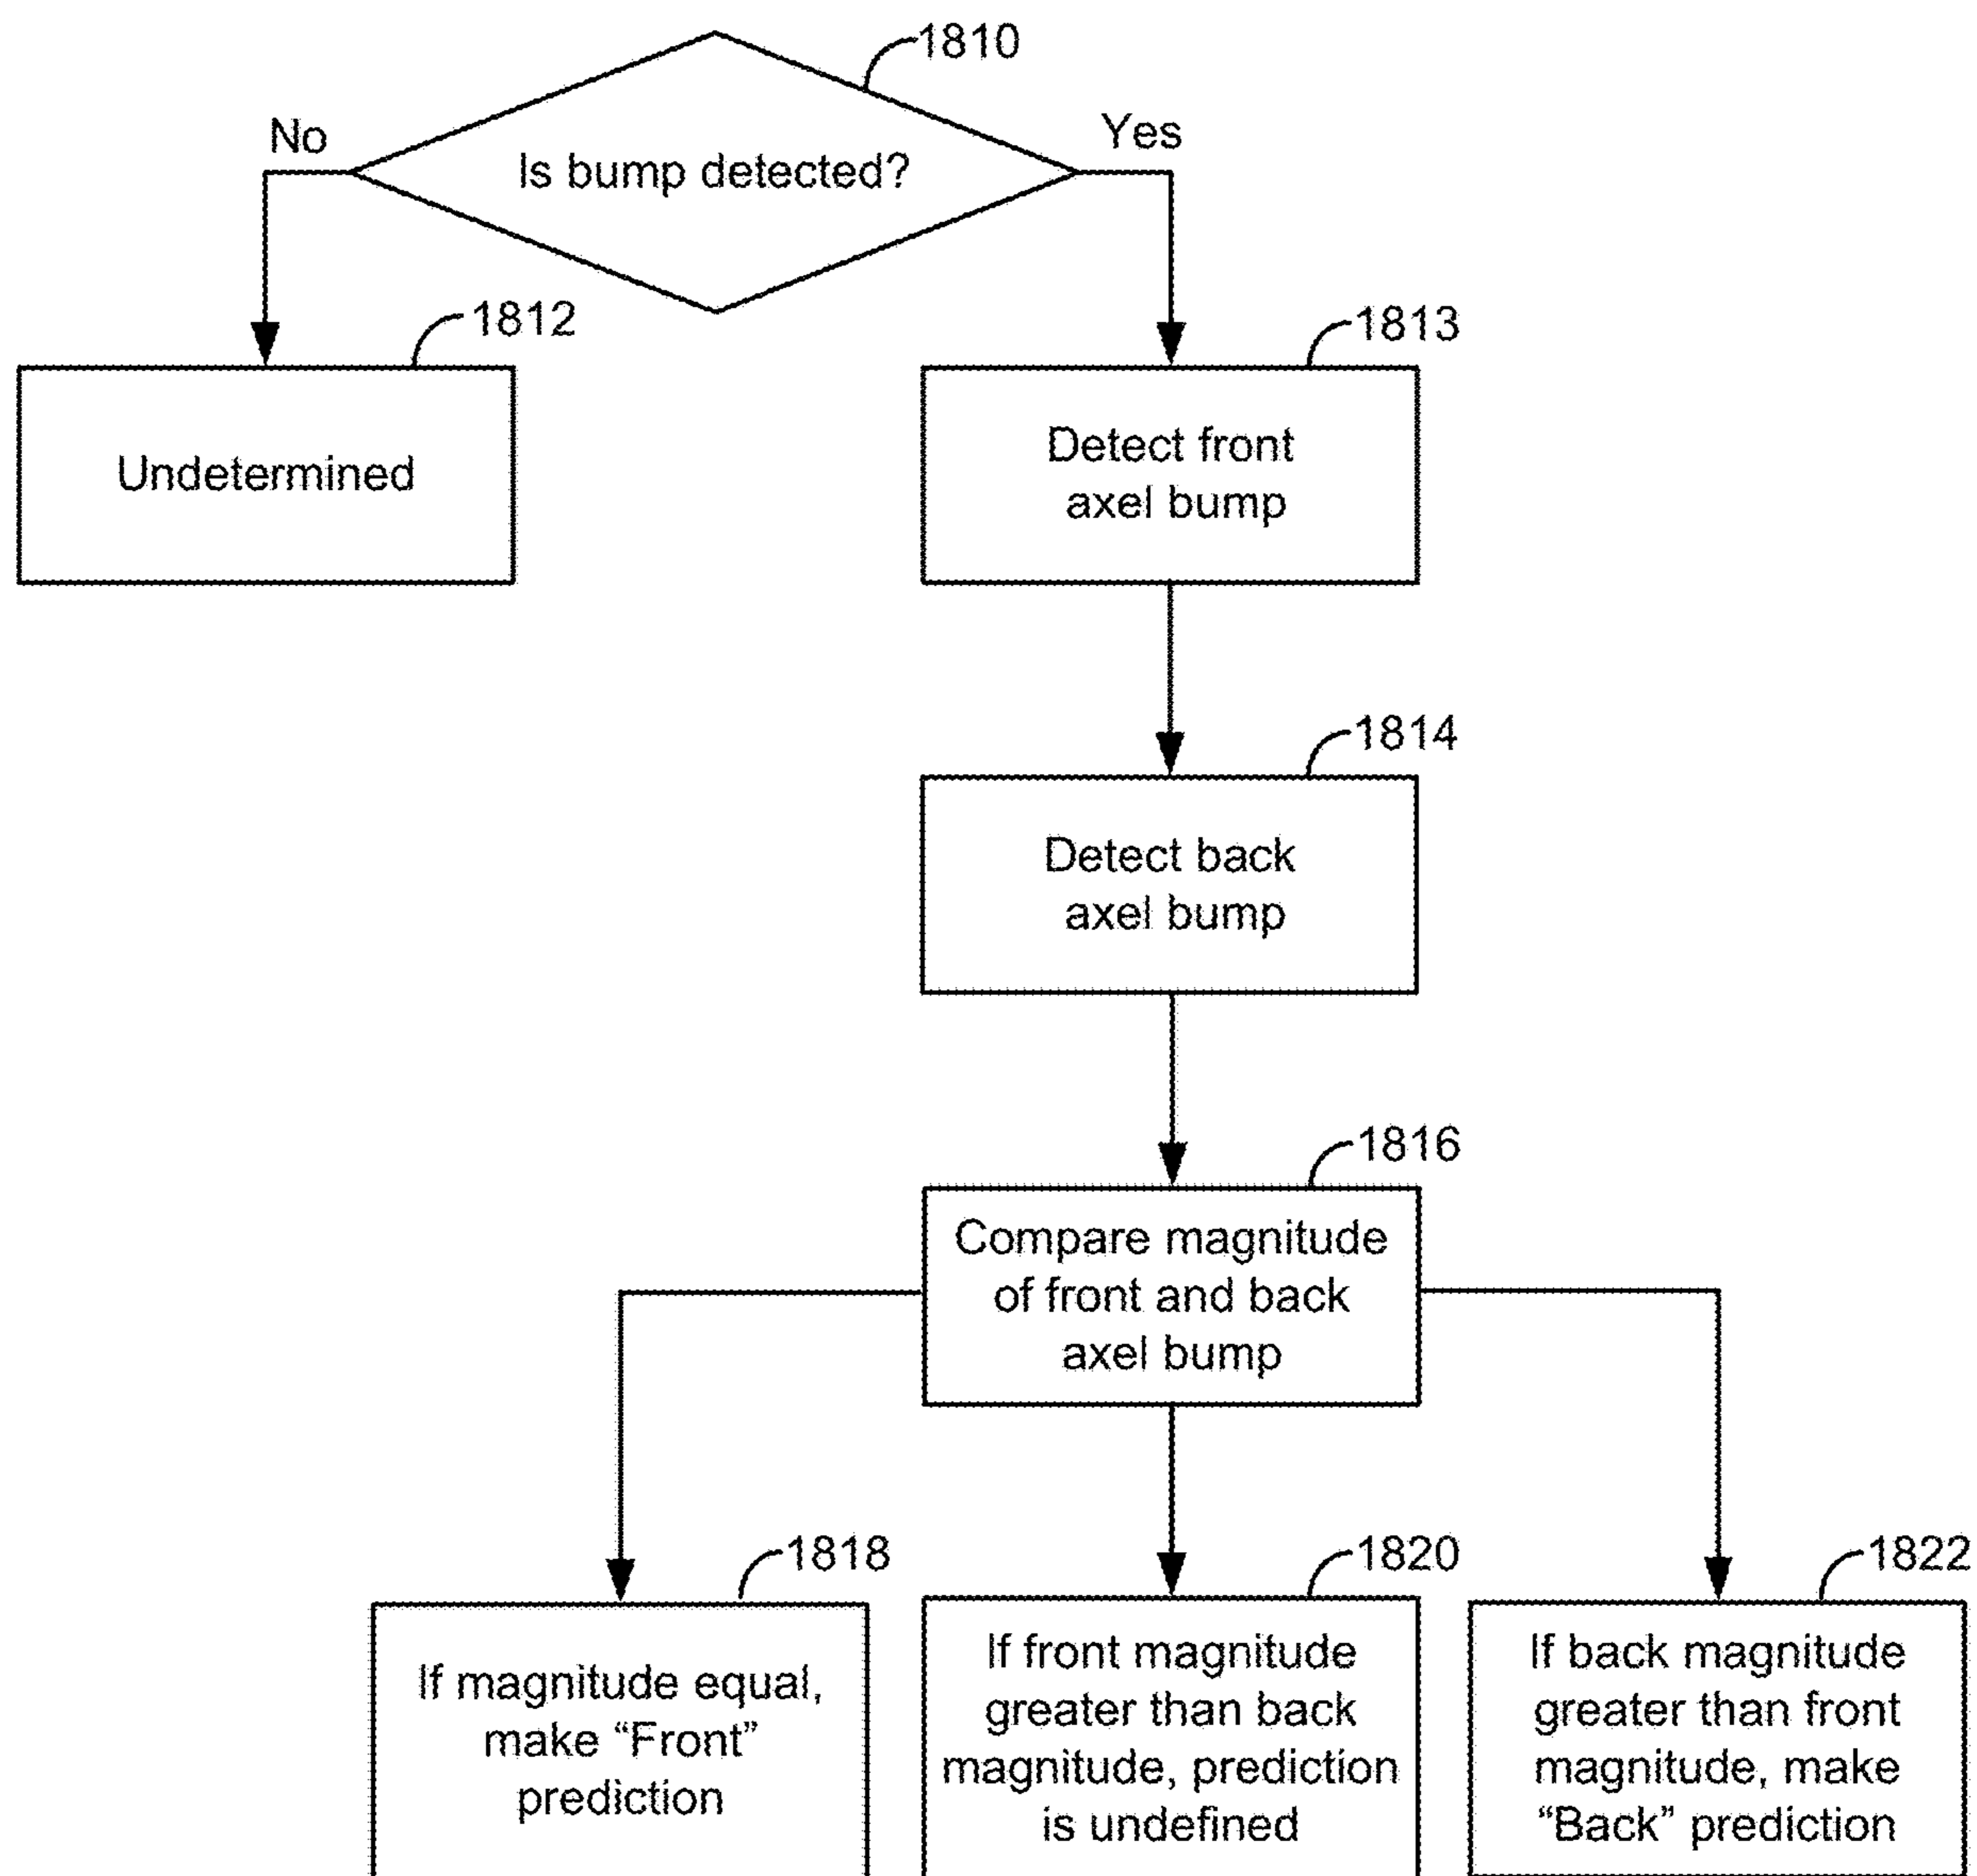 1810
No
Yes
Is bump detected?
1812
1813
Undetermined
Detect front
axel bump
1814
Detect back
axel bump
1816
Compare magnitude
of front and back
axel bump
1818
1820
1822
If magnitude equal,
make “Front”
prediction
If front magnitude
greater than back
magnitude, prediction
is undefined
If back magnitude
greater than front
magnitude, make
“Back” prediction